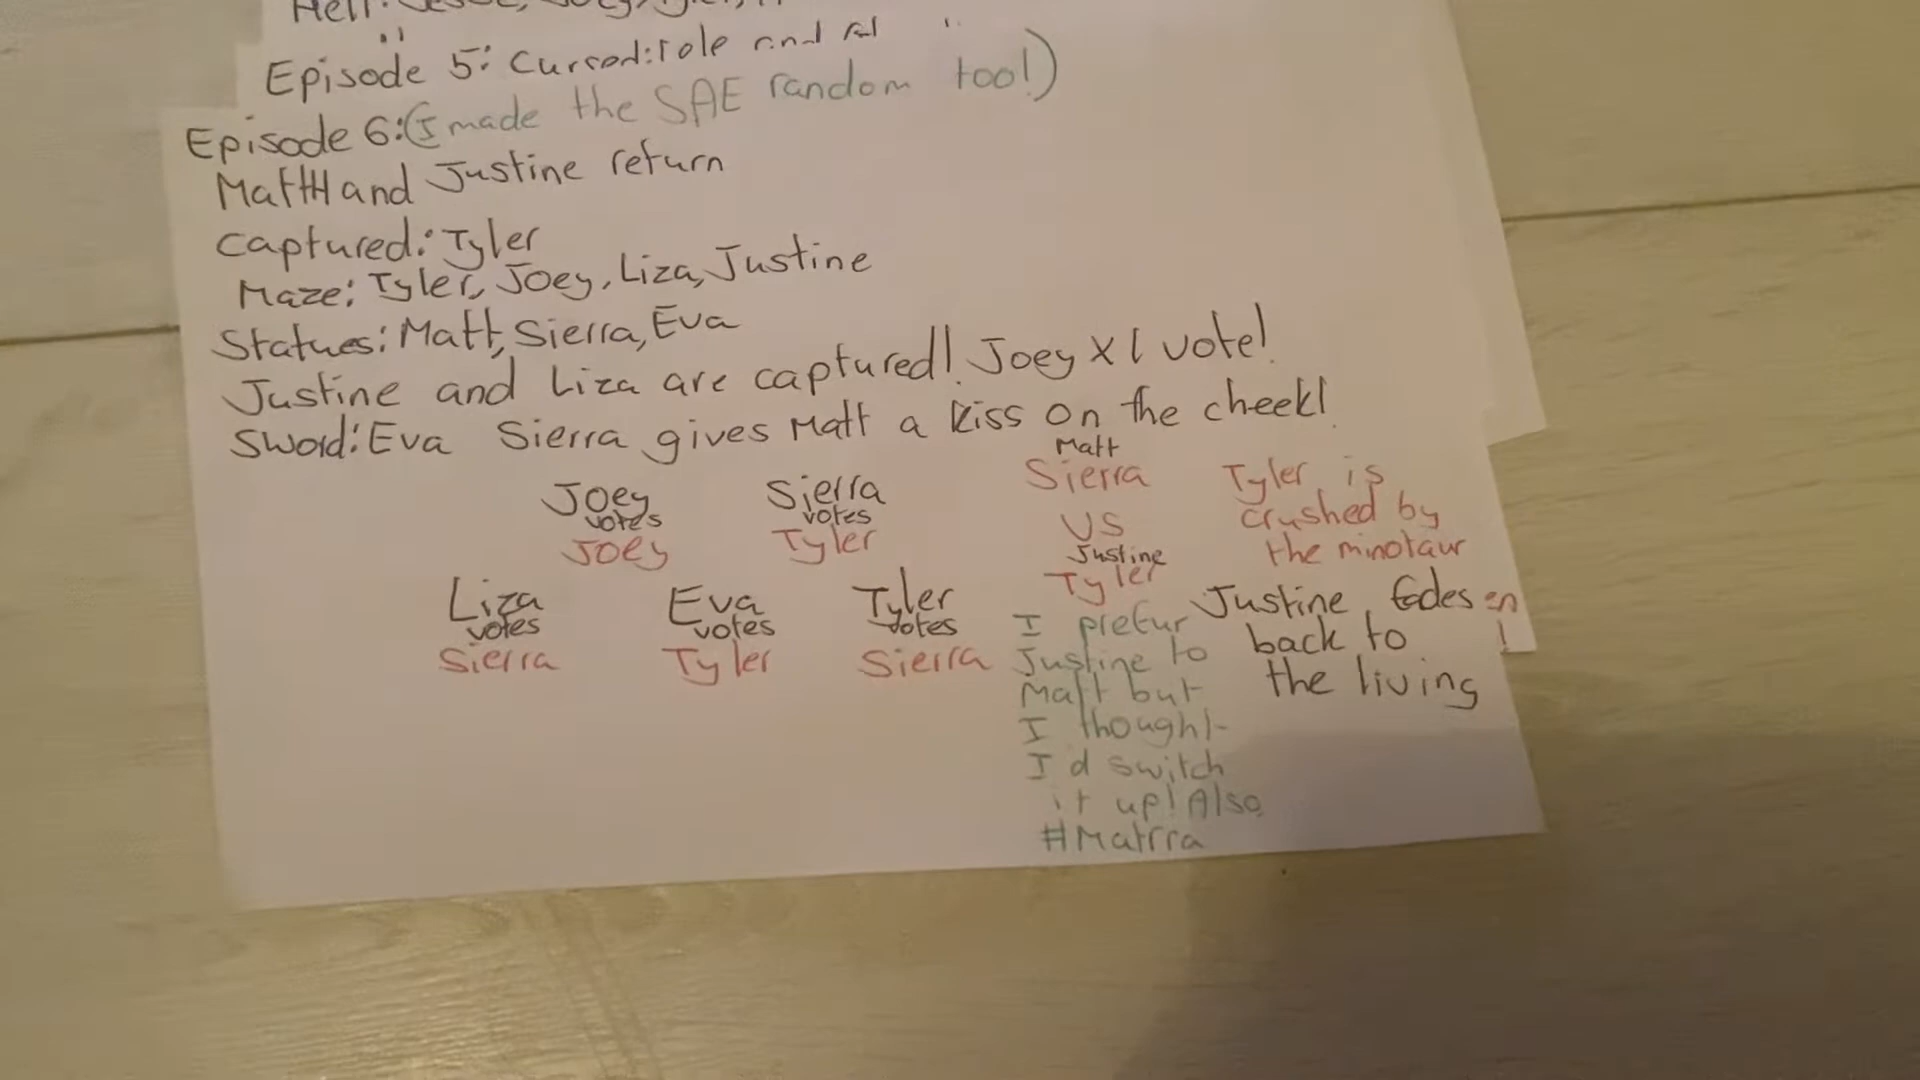 Episode 5: Cursed: role and
Episode 6: (I made the SAE random too!)
Matt and Justine return
Captured: Tyler
Maze: Tyler, Joey, Liza, Justine
Statues: Matt, Sierra, Eva
Justine and Liza are captured! Joey X 1 vote!
Sword: Eva Sierra gives Matt a kiss on the cheek!
Joey
votes
Joey
Sierra
votes
Tyler
Liza
votes
Sierra
Eva
votes
Tyler
Tyler
votes
Sierra
Matt
Sierra
VS
Justine
Tyler
I prefur
Justine to
Matt but
I thought
I'd switch
it up! Also
#Matrra
Tyler is
crushed by
the minotaur
Justine, fades
back to
the living